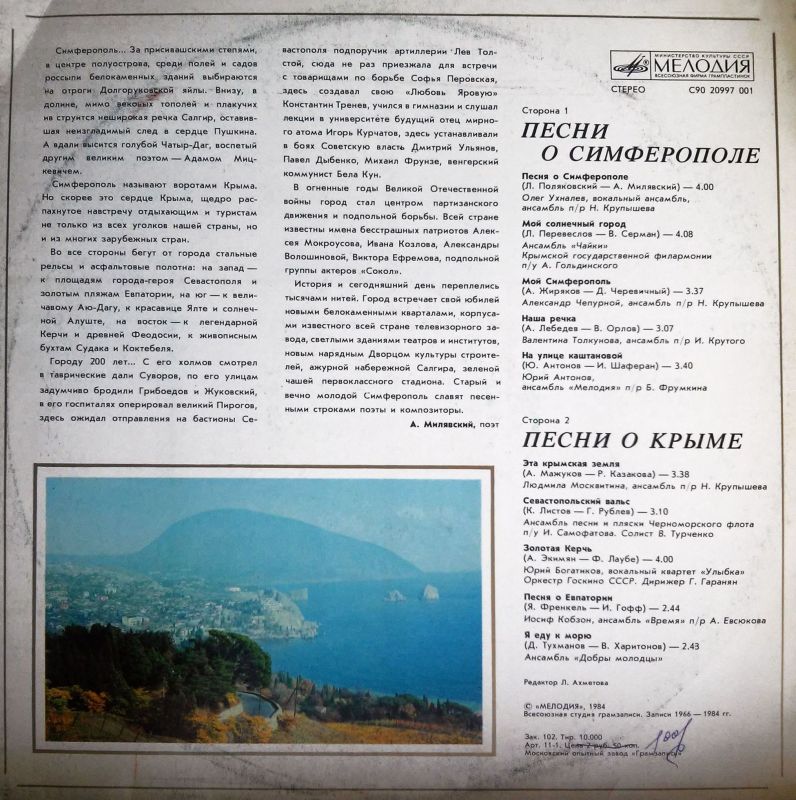 Симферополь... За присивашскими степями,
в центре полуострова, среди полей и садов
россыпи белокаменных зданий выбираются
на отроги Долгоруковской яйлы. Внизу, в
долине, мимо вековых тополей и плакучих
ив струится неширокая речка Салгир, оставив-
шая неизгладимый след в сердце Пушкина.
А вдали высится голубой Чатыр-Даг, воспетый
другим великим поэтом — Адамом Миц-
кевичем.
Симферополь называют воротами Крыма.
Но скорее это сердце Крыма, щедро рас-
пахнутое навстречу отдыхающим и туристам
не только из всех уголков нашей страны, но
и из многих зарубежных стран.
Во все стороны бегут от города стальные
рельсы и асфальтовые полотна: на запад —
к площадям города-героя Севастополя и
золотым пляжам Евпатории, на юг — к вели-
чавому Аю-Дагу, к красавице Ялте и солнеч-
ной Алуште, на восток — к легендарной
Керчи и древней Феодосии, к живописным
бухтам Судака и Коктебеля.
Городу 200 лет... С его холмов смотрел
в таврические дали Суворов, по его улицам
задумчиво бродили Грибоедов и Жуковский,
в его госпиталях оперировал великий Пирогов,
здесь ожидал отправления на бастионы Се-
вастополя подпоручик артиллерии Лев Тол-
стой, сюда не раз приезжала для встречи
с товарищами по борьбе Софья Перовская,
здесь создавал свою «Любовь Яровую»
Константин Тренев, учился в гимназии и слушал
лекции в университете будущий отец мирно-
го атома Игорь Курчатов, здесь устанавливали
в боях Советскую власть Дмитрий Ульянов,
Павел Дыбенко, Михаил Фрунзе, венгерский
коммунист Бела Кун.
В огненные годы Великой Отечественной
войны город стал центром партизанского
движения и подпольной борьбы. Всей стране
известны имена бесстрашных патриотов Алек-
сея Мокроусова, Ивана Козлова, Александры
Волошиновой, Виктора Ефремова, подпольной
группы актеров «Сокол».
История и сегодняшний день переплелись
тысячами нитей. Город встречает свой юбилей
новыми белокаменными кварталами, корпуса-
ми известного всей стране телевизорного за-
вода, светлыми зданиями театров и институтов,
новым нарядным Дворцом культуры строите-
лей, ажурной набережной Салгира, зеленой
чашей первоклассного стадиона. Старый и
вечно молодой Симферополь славят песен-
ными строками поэты и композиторы.
А. Милявский, поэт
МИНИСТЕРСТВО КУЛЬТУРЫ СССР
МЕЛОДИЯ
ВСЕСОЮЗНАЯ ФИРМА ГРАМПЛАСТИНОК
СТЕРЕО С90 20997 001
Сторона 1
ПЕСНИ
О СИМФЕРОПОЛЕ
Песня о Симферополе
(Л. Поляковский — А. Милявский) — 4.00
Олег Ухналев, вокальный ансамбль,
ансамбль п/р Н. Крупышева
Мой солнечный город
(Л. Перевеслов — В. Серман) — 4.08
Ансамбль «Чайки»
Крымской государственной филармонии
п/у А. Гольдинского
Мой Симферополь
(А. Жиряков — Д. Черевичный) — 3.37
Александр Чепурной, ансамбль п/р Н. Крупышева
Наша речка
(А. Лебедев — В. Орлов) — 3.07
Валентина Толкунова, ансамбль п/р И. Крутого
На улице каштановой
(Ю. Антонов — И. Шаферан) — 3.40
Юрий Антонов,
ансамбль «Мелодия» п/р Б. Фрумкина
Сторона 2
ПЕСНИ О КРЫМЕ
Эта крымская земля
(А. Мажуков — Р. Казакова) — 3.38
Людмила Москвитина, ансамбль п/р Н. Крупышева
Севастопольский вальс
(К. Листов — Г. Рублев) — 3.10
Ансамбль песни и пляски Черноморского флота
п/у И. Самофатова. Солист В. Турченко
Золотая Керчь
(А. Экимян — Ф. Лаубе) — 4.00
Юрий Богатиков, вокальный квартет «Улыбка»
Оркестр Госкино СССР. Дирижер Г. Гаранян
Песня о Евпатории
(Я. Френкель — И. Гофф) — 2.44
Иосиф Кобзон, ансамбль «Время» п/р А. Евсюкова
Я еду к морю
(Д. Тухманов — В. Харитонов) — 2.43
Ансамбль «Добры молодцы»
Редактор Л. Ахметова
© «МЕЛОДИЯ», 1984
Всесоюзная студия грамзаписи. Записи 1966 — 1984 гг.
Зак. 102. Тир. 10.000
Арт. 11-1. Цена 2 руб. 50 коп.
Московский опытный завод «Грамзапись»